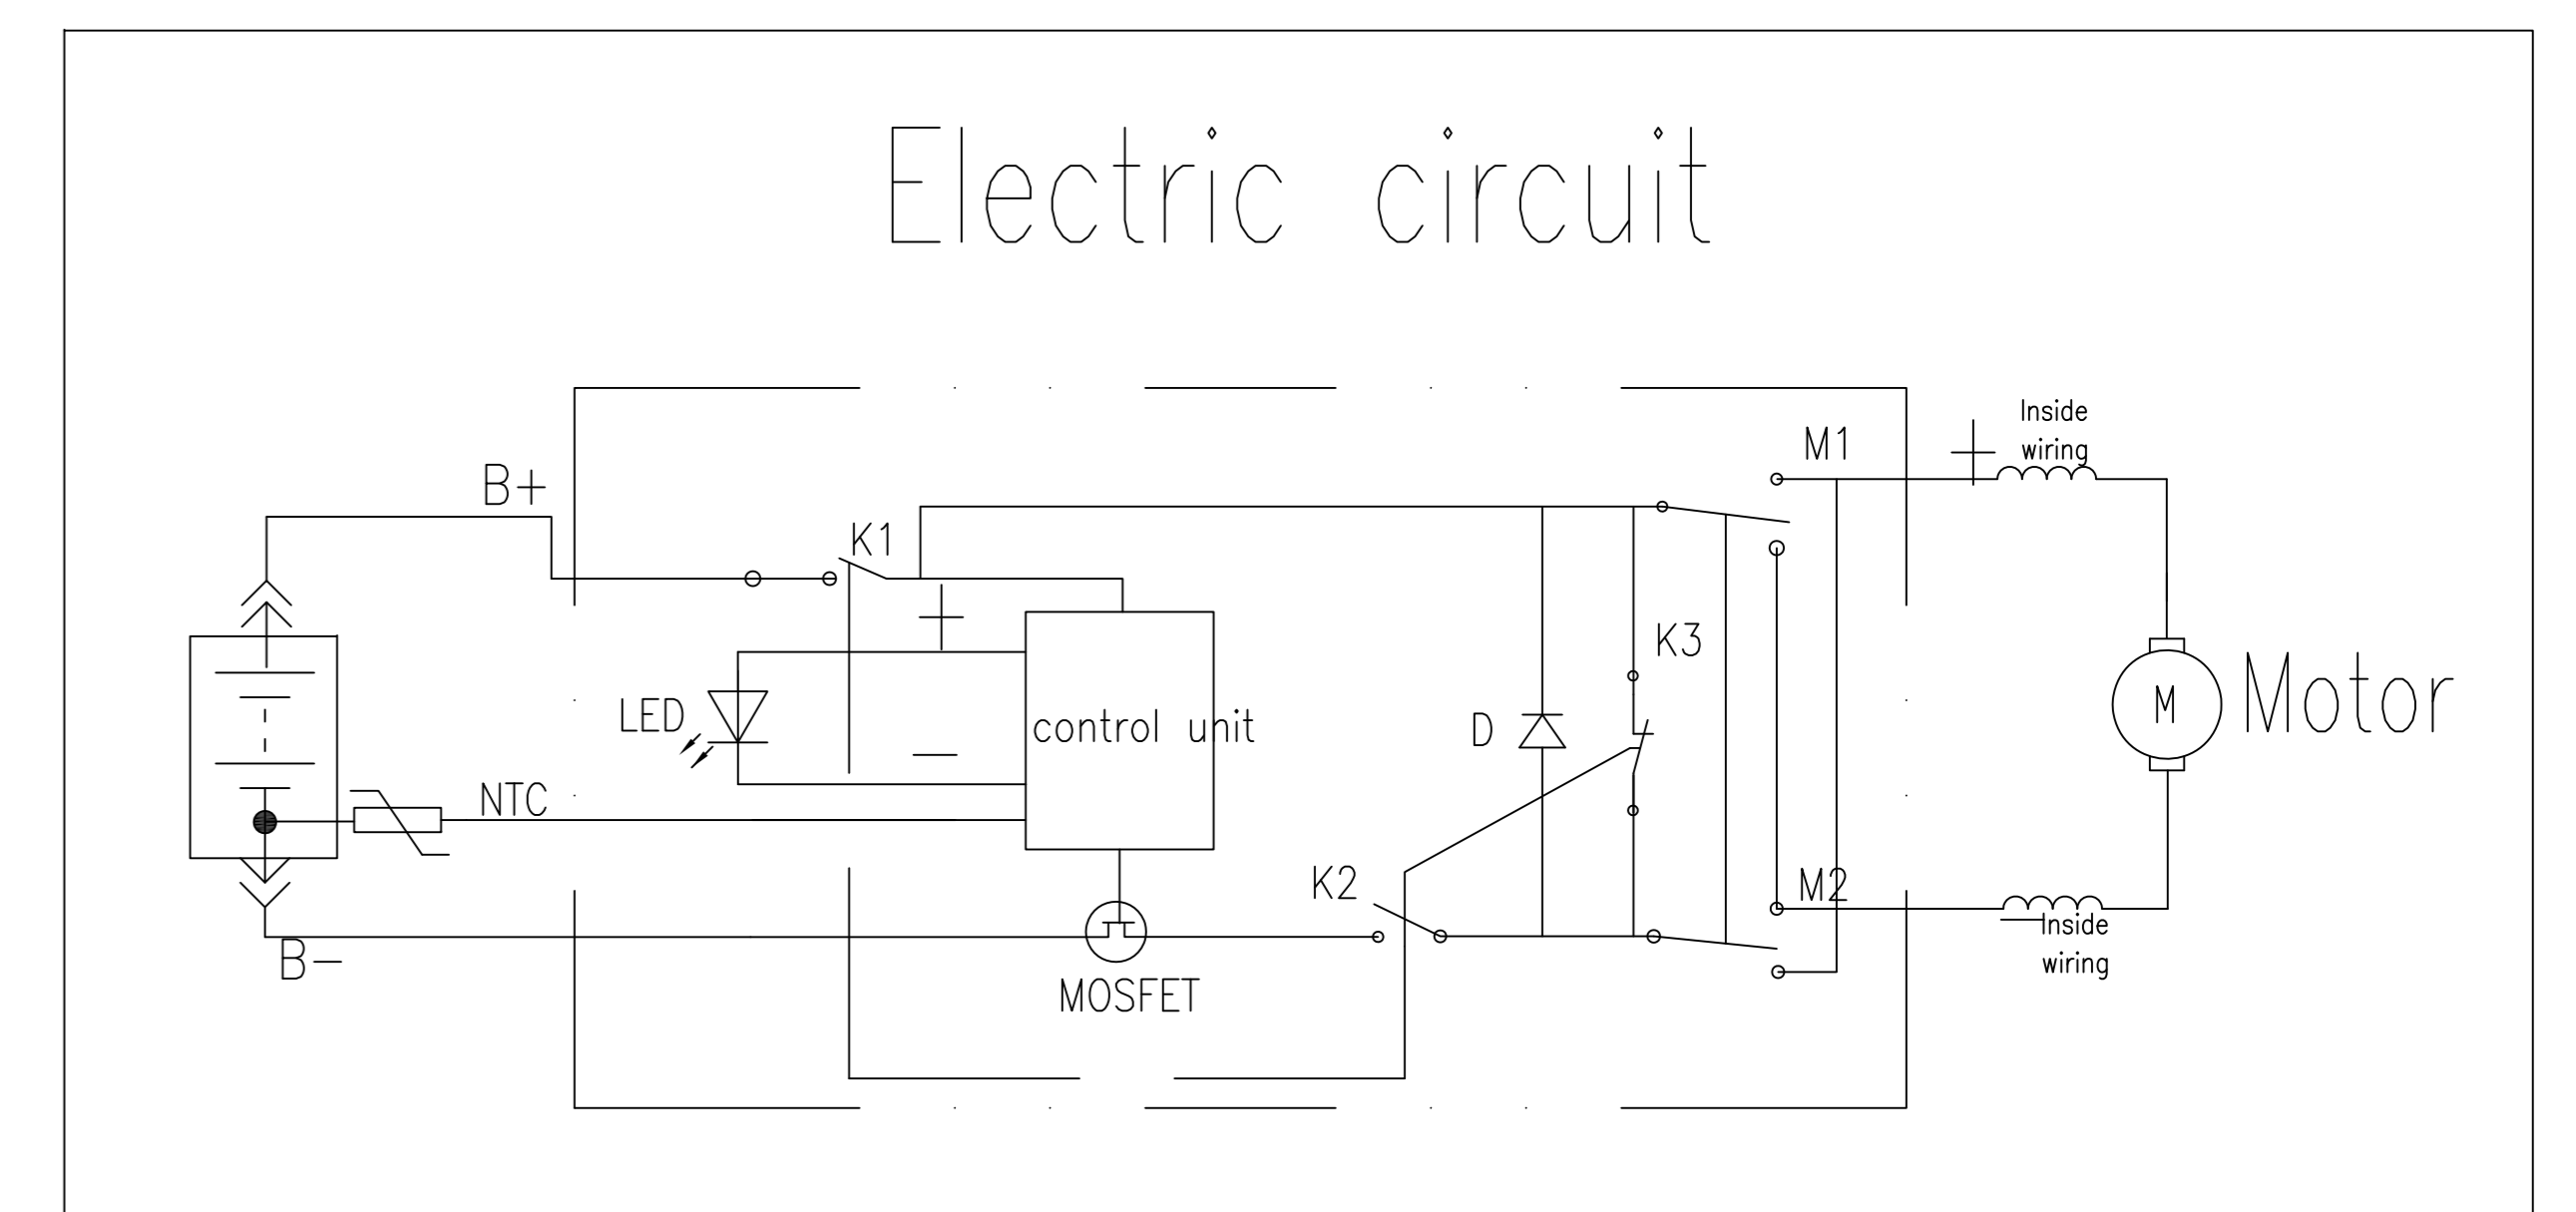 Electric circuit
Inside
wiring
M1
+
B+
K1
+
K3
LED
control unit
D
M
Motor
−
NTC
K2
M2
−
Inside
wiring
B−
MOSFET